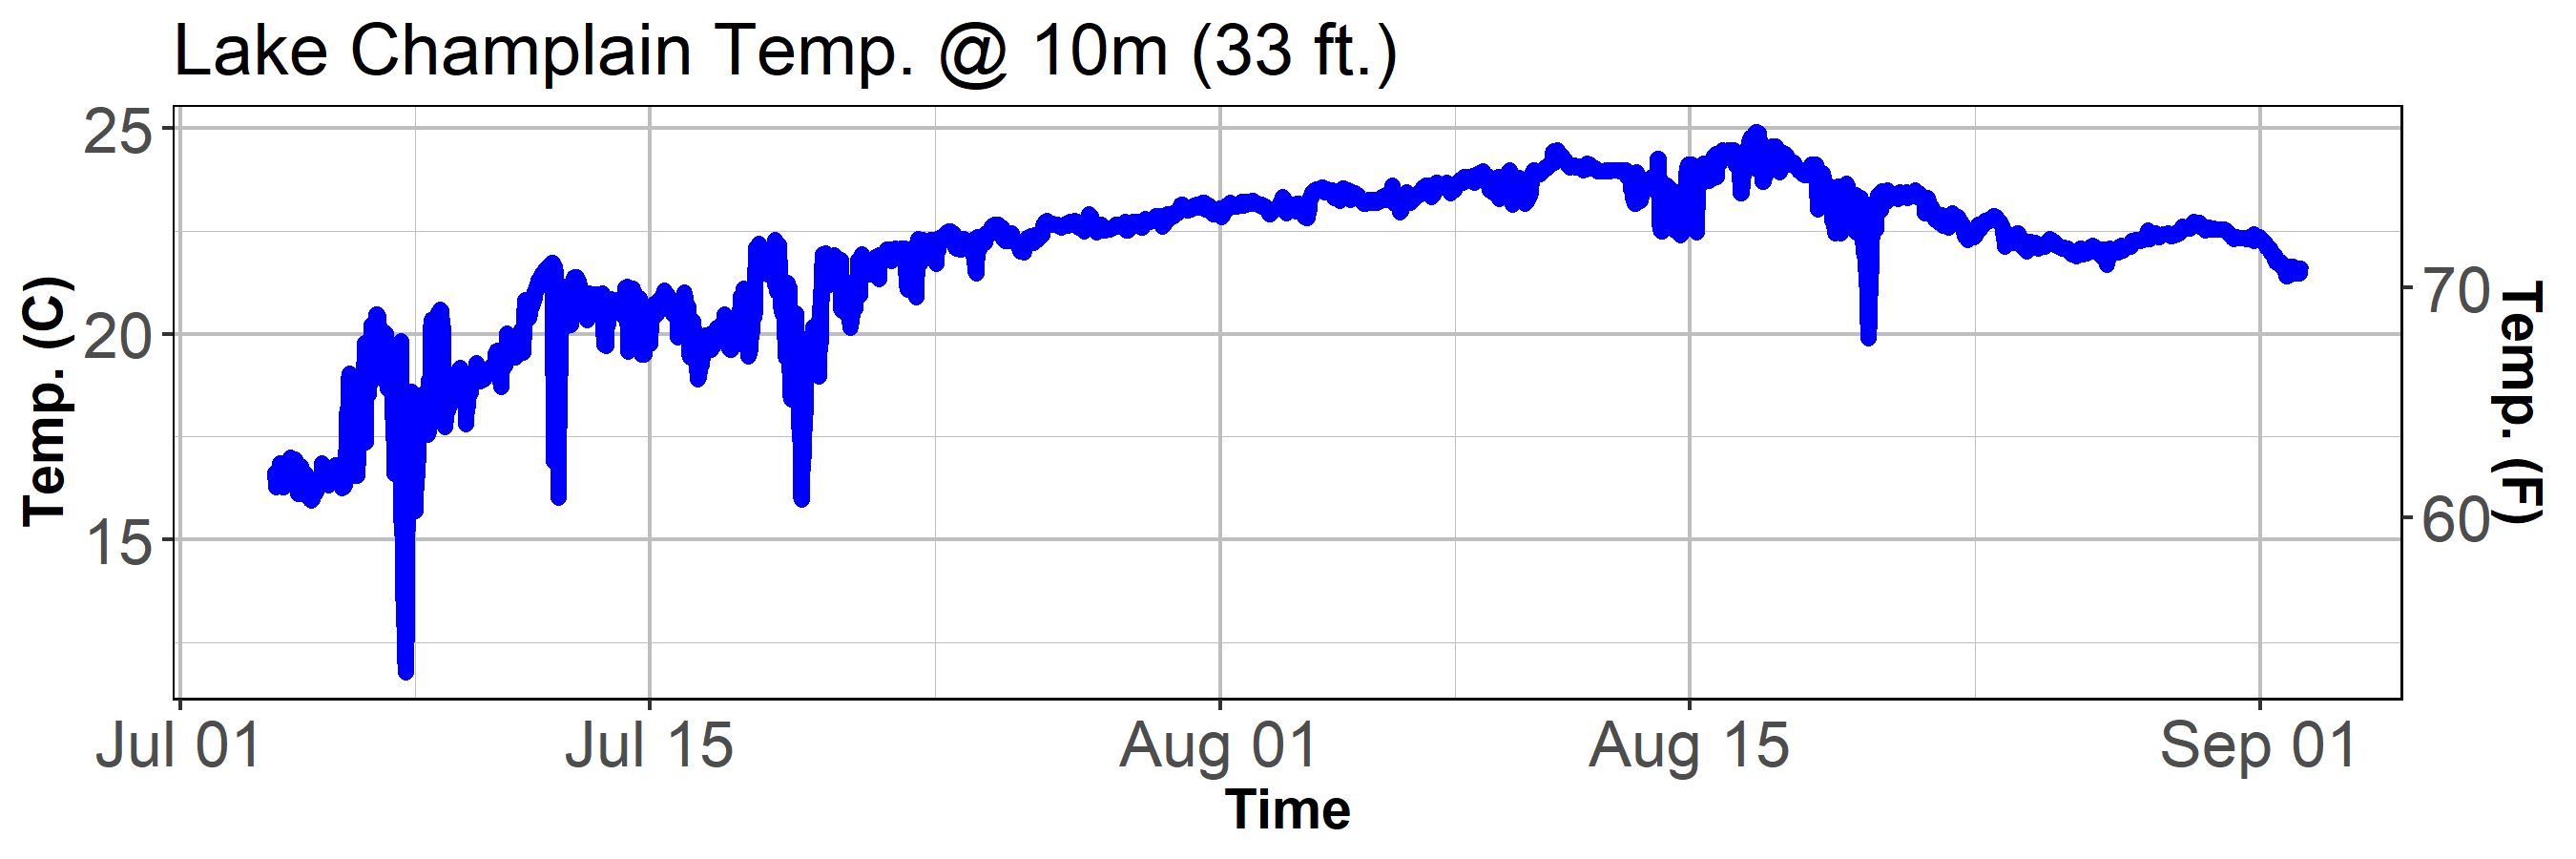 Lake Champlain Temp. @ 10m (33 ft.)
Temp. (C)
25
20
15
70
60
Temp. (F)
Jul 01
Jul 15
Aug 01
Aug 15
Sep 01
Time